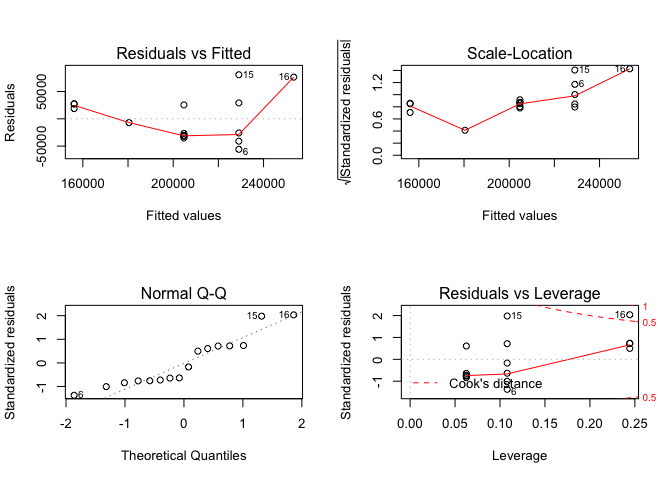 Residuals vs Fitted
Residuals
50000
-50000
15
16
6
160000 200000 240000
Fitted values
Scale-Location
√|Standardized residuals|
1.2
0.6
0.0
15
16
6
160000 200000 240000
Fitted values
Normal Q-Q
Standardized residuals
2
1
0
-1
15
16
6
-2 -1 0 1 2
Theoretical Quantiles
Residuals vs Leverage
Standardized residuals
2
1
0
-1
15
16
6
1
0.5
0.5
Cook's distance
0.00 0.05 0.10 0.15 0.20 0.25
Leverage